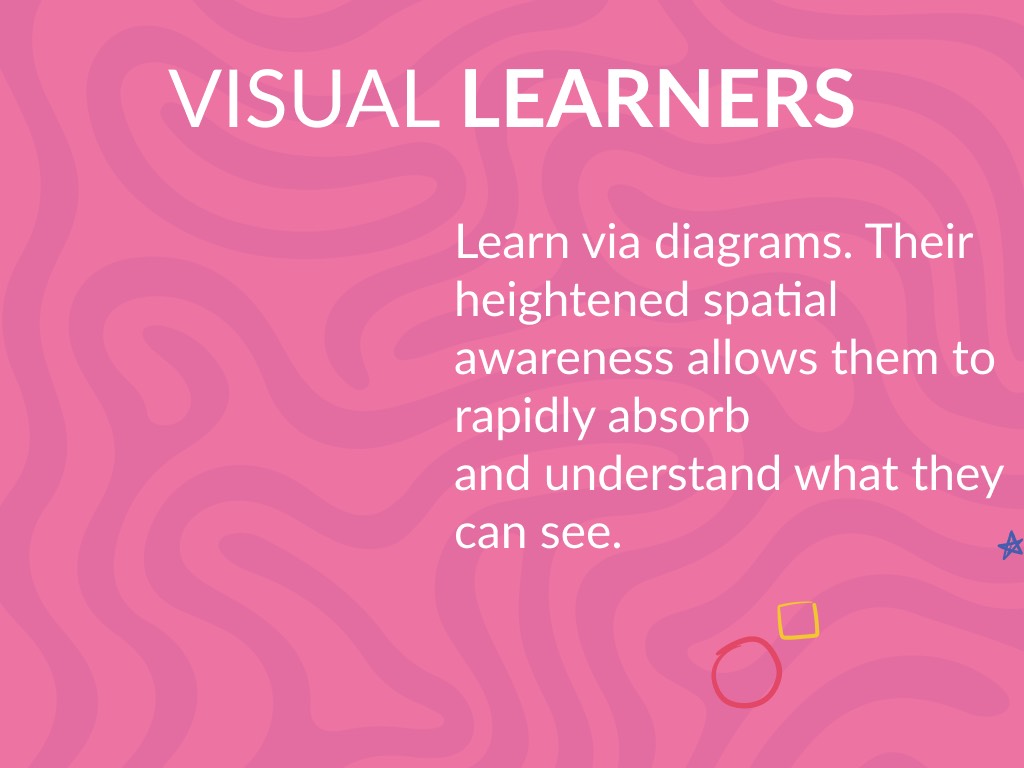 VISUAL LEARNERS
Learn via diagrams. Their
heightened spatial
awareness allows them to
rapidly absorb
and understand what they
can see.